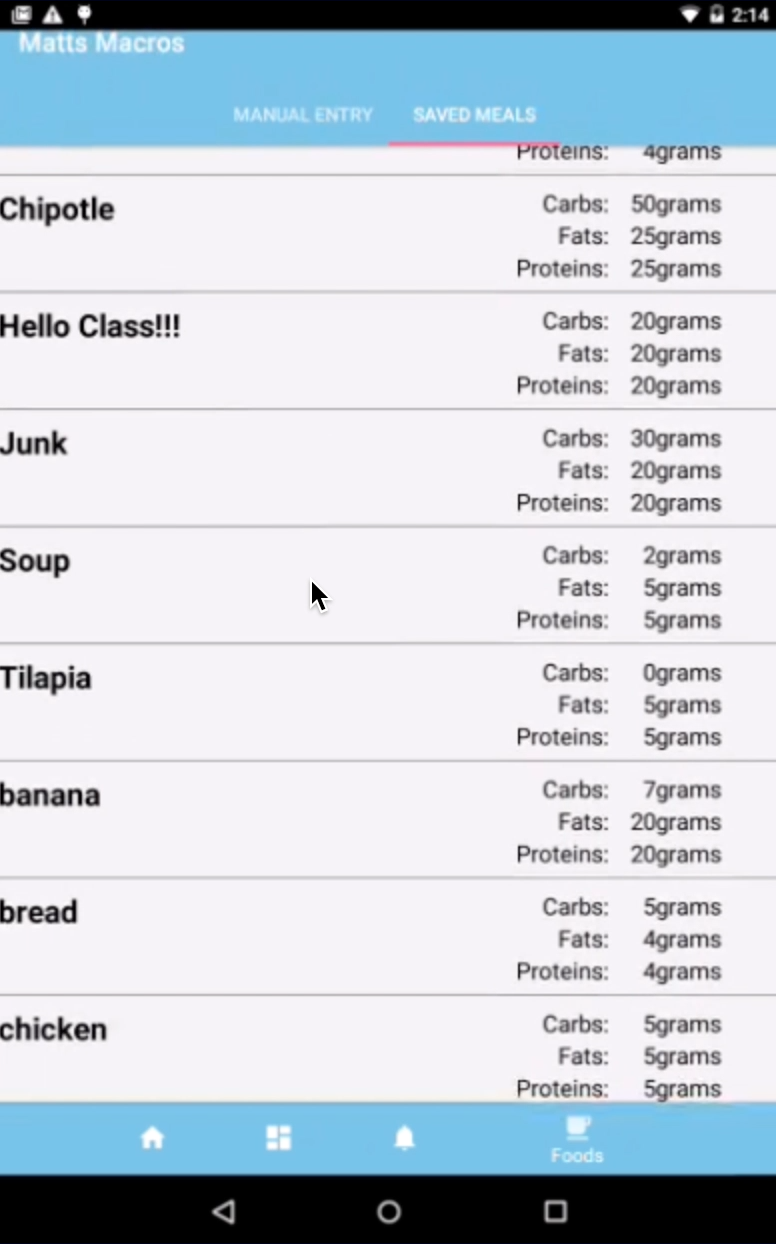 2:14
Matts Macros
MANUAL ENTRY SAVED MEALS
Proteins: 4grams
Chipotle Carbs: 50grams
Fats: 25grams
Proteins: 25grams
Hello Class!!! Carbs: 20grams
Fats: 20grams
Proteins: 20grams
Junk Carbs: 30grams
Fats: 20grams
Proteins: 20grams
Soup Carbs: 2grams
Fats: 5grams
Proteins: 5grams
Tilapia Carbs: 0grams
Fats: 5grams
Proteins: 5grams
banana Carbs: 7grams
Fats: 20grams
Proteins: 20grams
bread Carbs: 5grams
Fats: 4grams
Proteins: 4grams
chicken Carbs: 5grams
Fats: 5grams
Proteins: 5grams
Foods